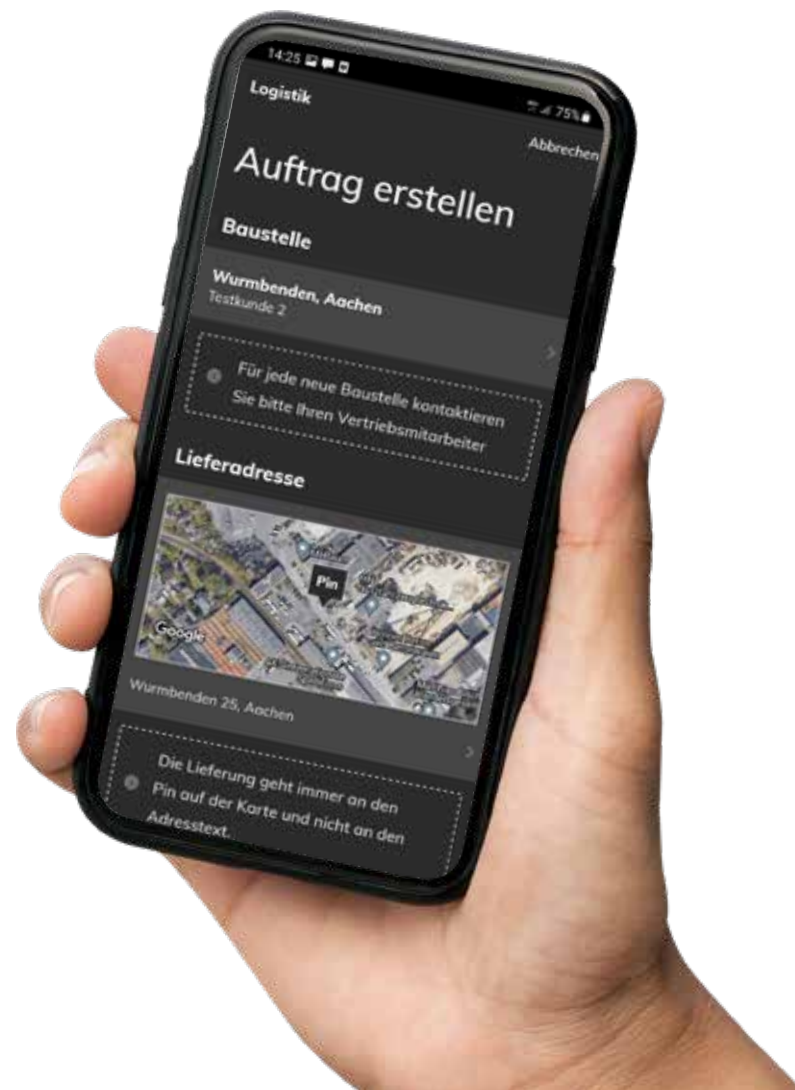 14:25
75%
Logistik
Abbrechen
Auftrag erstellen
Baustelle
Wurmbenden, Aachen
Testkunde 2
Für jede neue Baustelle kontaktieren
Sie bitte Ihren Vertriebsmitarbeiter
Lieferadresse
Pin
Google
Wurmbenden 25, Aachen
Die Lieferung geht immer an den
Pin auf der Karte und nicht an den
Adresstext.